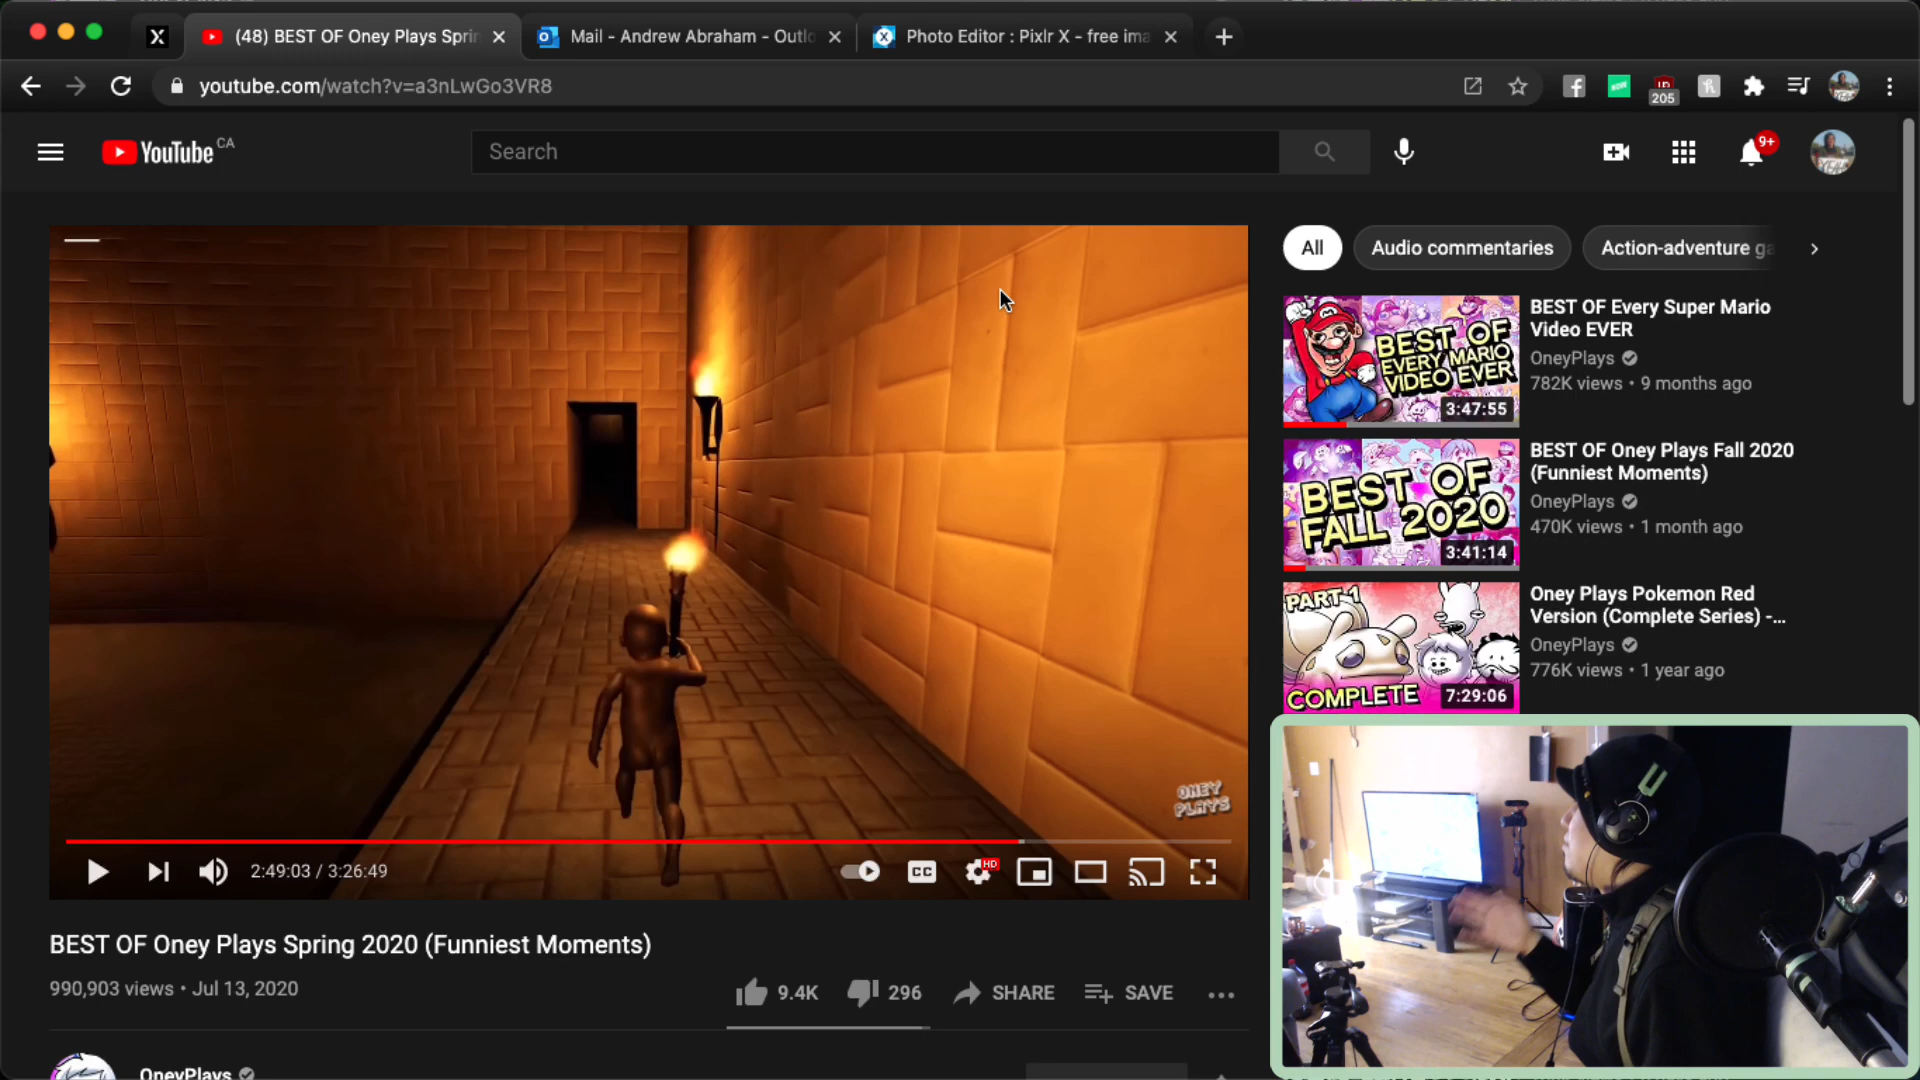 (48) BEST OF Oney Plays Sprin
Mail - Andrew Abraham - Outlo
Photo Editor : Pixlr X - free ima
youtube.com/watch?v=a3nLwGo3VR8
205
YouTube CA
Search
9+
All
Audio commentaries
Action-adventure ga
BEST OF
EVERY MARIO
VIDEO EVER
3:47:55
BEST OF Every Super Mario
Video EVER
OneyPlays
782K views • 9 months ago
BEST OF
FALL 2020
3:41:14
BEST OF Oney Plays Fall 2020
(Funniest Moments)
OneyPlays
470K views • 1 month ago
PART 1
COMPLETE
7:29:06
Oney Plays Pokemon Red
Version (Complete Series) -...
OneyPlays
776K views • 1 year ago
ONEY
PLAYS
2:49:03 / 3:26:49
CC
HD
BEST OF Oney Plays Spring 2020 (Funniest Moments)
990,903 views • Jul 13, 2020
9.4K
296
SHARE
SAVE
OneyPlays